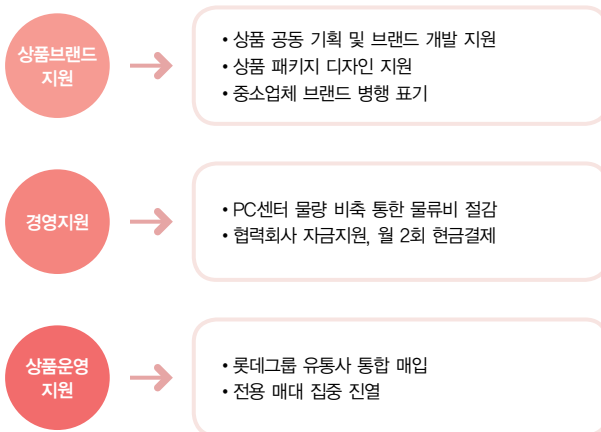 상품브랜드
지원
• 상품 공동 기획 및 브랜드 개발 지원
• 상품 패키지 디자인 지원
• 중소업체 브랜드 병행 표기
경영지원
• PC센터 물량 비축 통한 물류비 절감
• 협력회사 자금지원, 월 2회 현금결제
상품운영
지원
• 롯데그룹 유통사 통합 매입
• 전용 매대 집중 진열